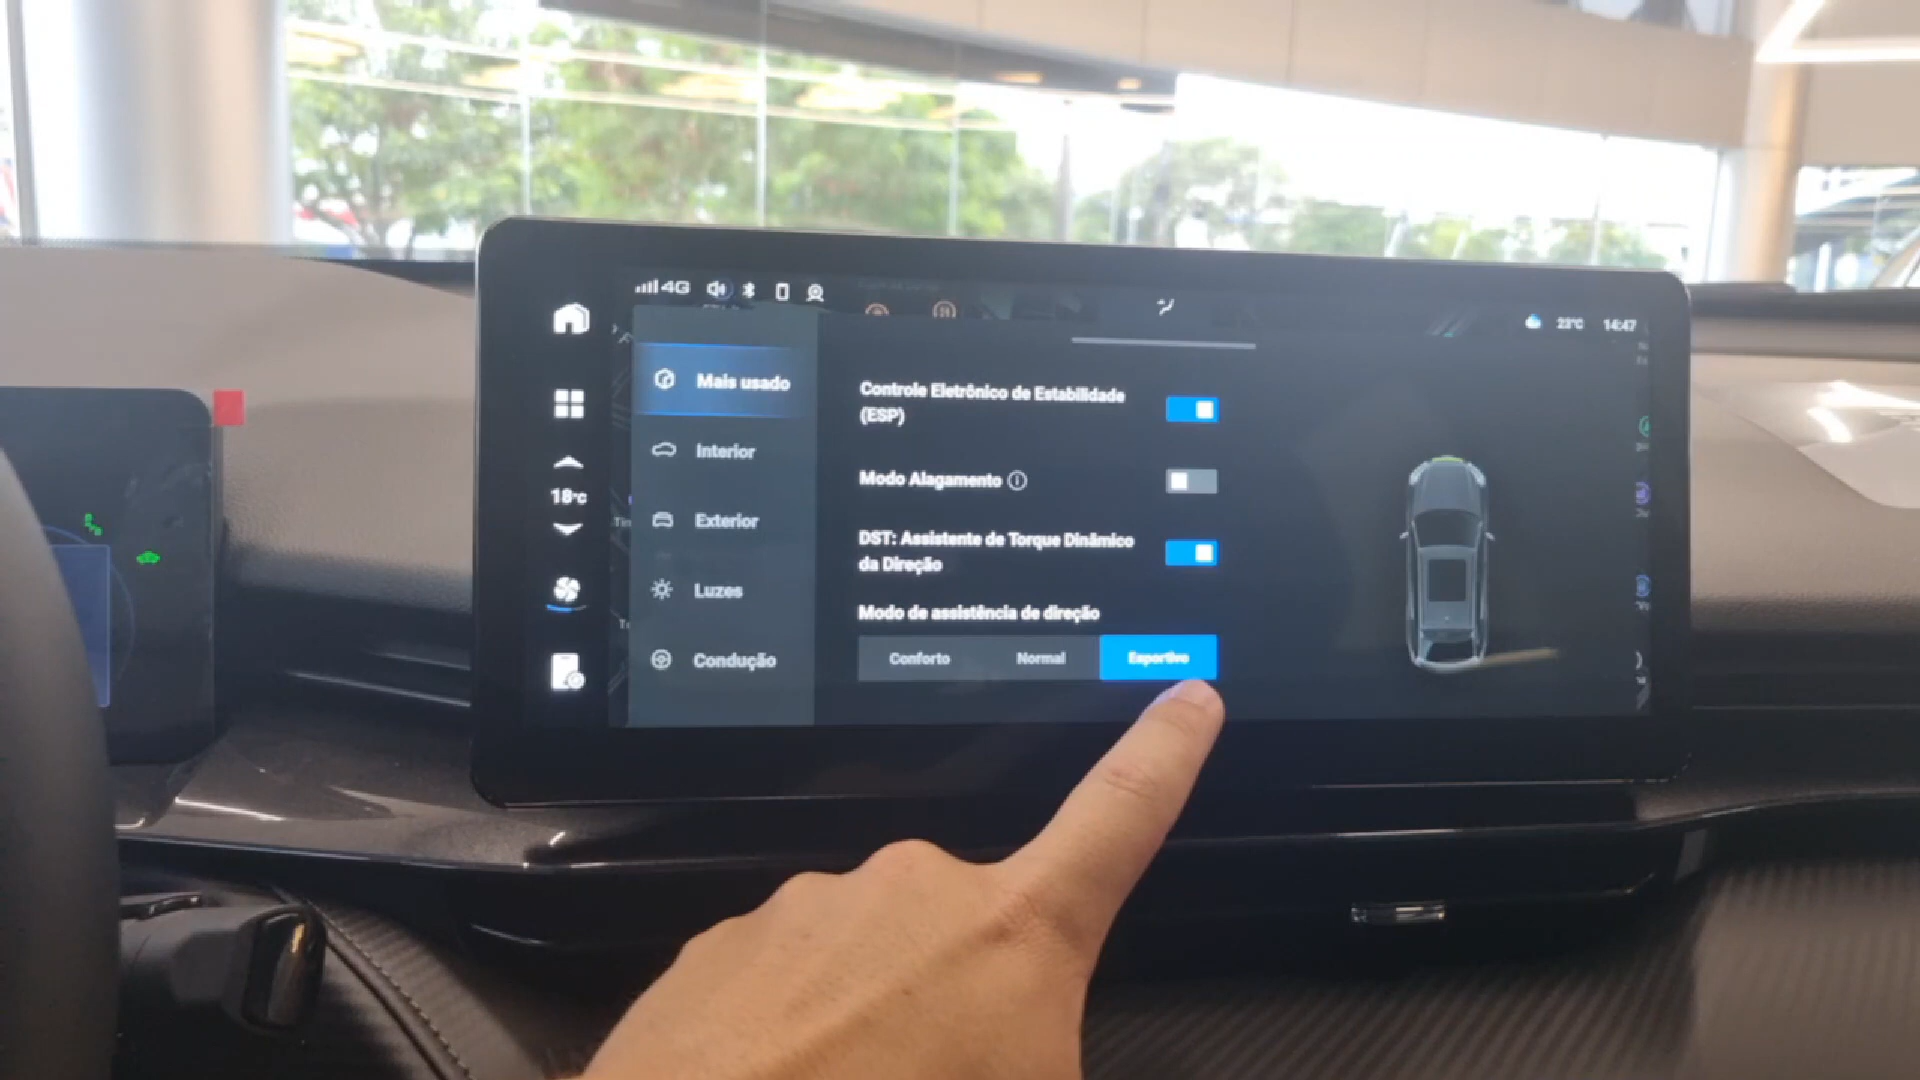 4G
23°C 14:47
Mais usado
Interior
Exterior
Luzes
Condução
18°C
Controle Eletrônico de Estabilidade
(ESP)
Modo Alagamento
DST: Assistente de Torque Dinâmico
da Direção
Modo de assistência de direção
Conforto Normal Esportivo